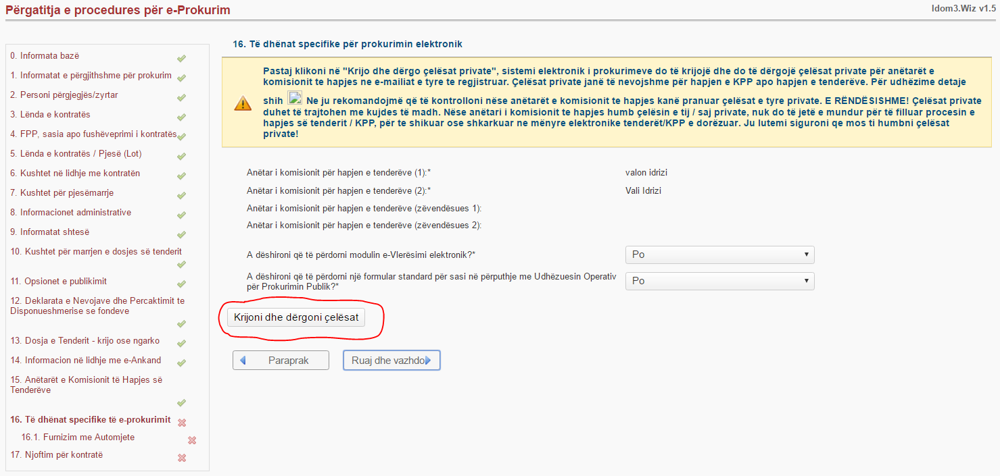 Përgatitja e procedures për e-Prokurim
Idom3.Wiz v1.5
0. Informata bazë
1. Informatat e përgjithshme për prokurim
2. Personi përgjegjës/zyrtar
3. Lënda e kontratës
4. FPP, sasia apo fushëveprimi i kontratës
5. Lënda e kontratës / Pjesë (Lot)
6. Kushtet në lidhje me kontratën
7. Kushtet për pjesëmarrje
8. Informacionet administrative
9. Informatat shtesë
10. Kushtet për marrjen e dosjes së tenderit
11. Opsionet e publikimit
12. Deklarata e Nevojave dhe Percaktimit te
Disponueshmerise se fondeve
13. Dosja e Tenderit - krijo ose ngarko
14. Informacion në lidhje me e-Ankand
15. Anëtarët e Komisionit të Hapjes së
Tenderëve
16. Të dhënat specifike të e-prokurimit
16.1. Furnizim me Automjete
17. Njoftim për kontratë
16. Të dhënat specifike për prokurimin elektronik
Pastaj klikoni në "Krijo dhe dërgo çelësat private", sistemi elektronik i prokurimeve do të krijojë dhe do të dërgojë çelësat private për anëtarët e
komisionit te hapjes ne e-mailiat e tyre te regjistruar. Çelësat private janë të nevojshme për hapjen e KPP apo hapjen e tenderëve. Për udhëzime detaje
shih Ne ju rekomandojmë që të kontrolloni nëse anëtarët e komisionit te hapjes kanë pranuar çelësat e tyre private. E RËNDËSISHME! Çelësat private
duhet të trajtohen me kujdes të madh. Nëse anëtari i komisionit te hapjes humb çelësin e tij / saj private, nuk do të jetë e mundur për të filluar procesin e
hapjes së tenderit / KPP, për te shikuar ose shkarkuar ne mënyre elektronike tenderët/KPP e dorëzuar. Ju lutemi siguroni qe mos ti humbni çelësat
private!
Anëtar i komisionit për hapjen e tenderëve (1):* valon idrizi
Anëtar i komisionit për hapjen e tenderëve (2):* Vali Idrizi
Anëtar i komisionit për hapjen e tenderëve (zëvendësues 1):
Anëtar i komisionit për hapjen e tenderëve (zëvendësues 2):
A dëshironi që të përdorni modulin e-Vlerësimi elektronik?* Po
A dëshironi që të përdorni një formular standard për sasi në përputhje me Udhëzuesin Operativ
për Prokurimin Publik?* Po
Krijoni dhe dërgoni çelësat
Paraprak
Ruaj dhe vazhdo